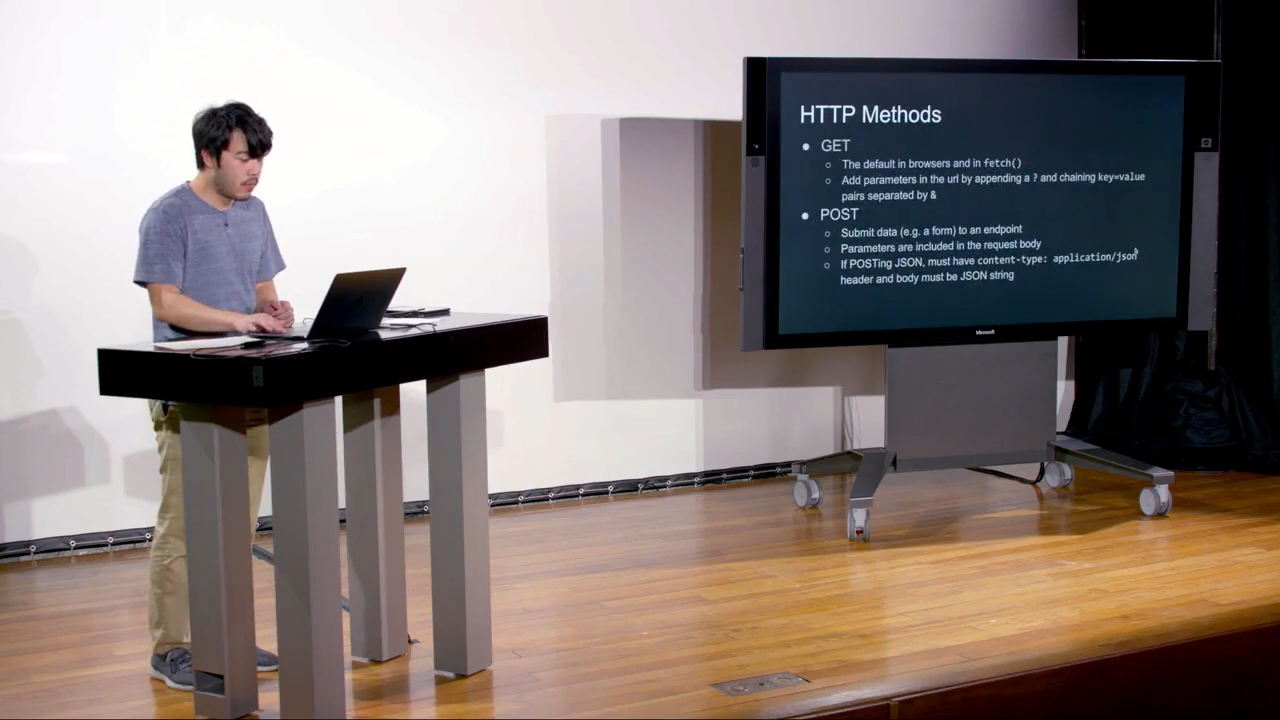 HTTP Methods
● GET
○ The default in browsers and in fetch()
○ Add parameters in the url by appending a ? and chaining key=value
pairs separated by &
● POST
○ Submit data (e.g. a form) to an endpoint
○ Parameters are included in the request body
○ If POSTing JSON, must have content-type: application/json
header and body must be JSON string
Microsoft